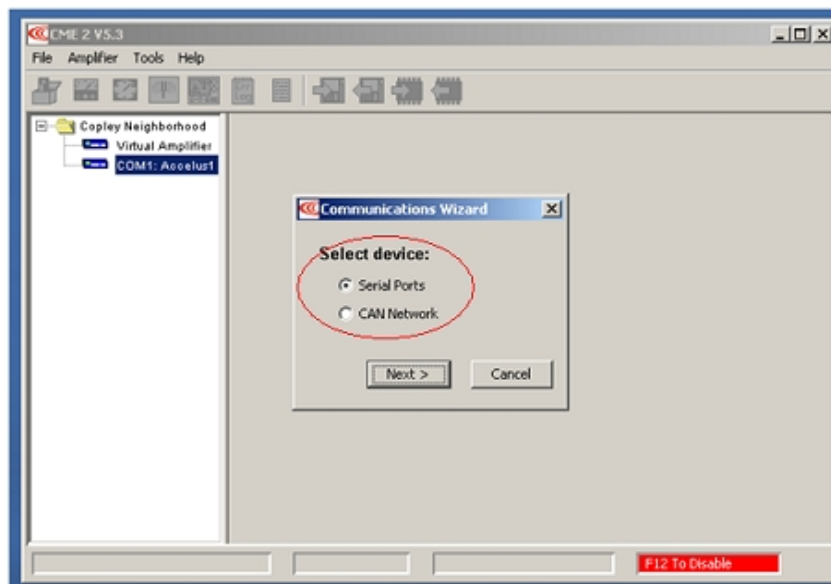 CME 2 V5.3
File Amplifier Tools Help
Copley Neighborhood
Virtual Amplifier
COM1: Accelus1
Communications Wizard
Select device:
Serial Ports
CAN Network
Next > Cancel
F12 To Disable